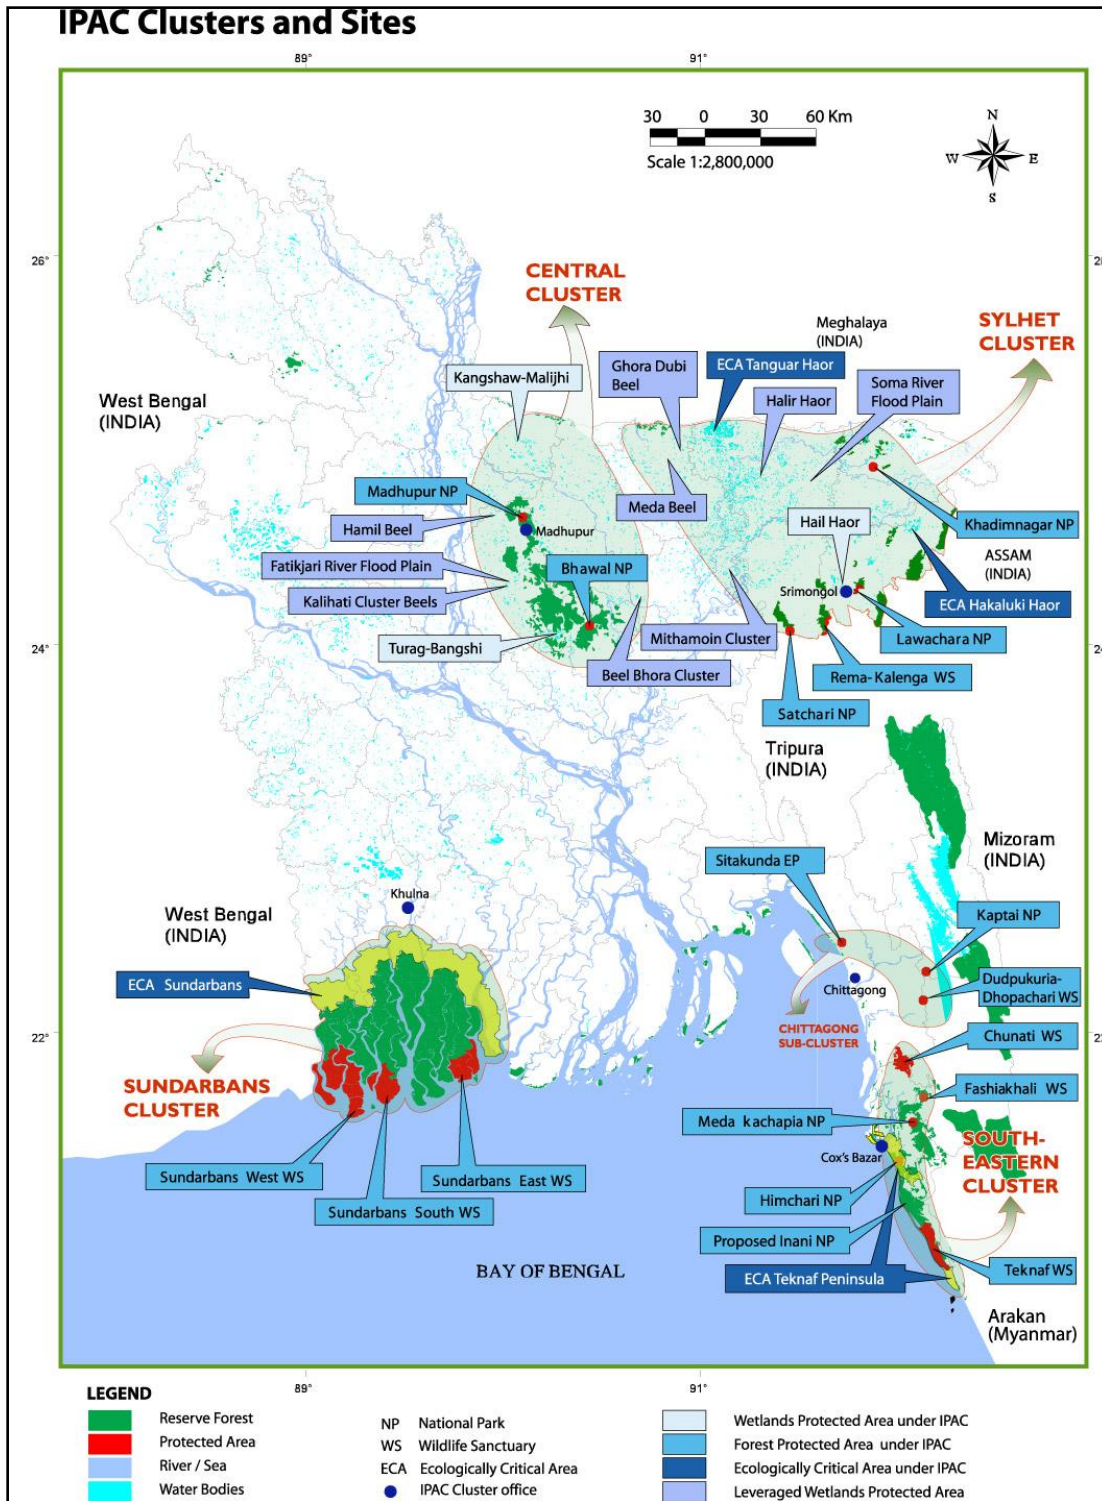 IPAC Clusters and Sites
89°
91°
30 0 30 60 Km
Scale 1:2,800,000
N
W E
S
26°
CENTRAL
CLUSTER
Meghalaya
(INDIA)
SYLHET
CLUSTER
Kangshaw-Malijhi
Ghora Dubi
Beel
ECA Tanguar Haor
Halir Haor
Soma River
Flood Plain
West Bengal
(INDIA)
Madhupur NP
Hamil Beel
Madhupur
Meda Beel
Hail Haor
Khadimnagar NP
Fatikjari River Flood Plain
Bhawal NP
ASSAM
(INDIA)
Kalihati Cluster Beels
Srimongol
ECA Hakaluki Haor
Turag-Bangshi
Mithamoin Cluster
Lawachara NP
24°
Beel Bhora Cluster
Rema-Kalenga WS
Satchari NP
Tripura
(INDIA)
Mizoram
(INDIA)
Sitakunda EP
Khulna
West Bengal
(INDIA)
Kaptai NP
ECA Sundarbans
Chittagong
Dudpukuria-
Dhopachari WS
22°
CHITTAGONG
SUB-CLUSTER
Chunati WS
SUNDARBANS
CLUSTER
Fashiakhali WS
Meda kachapia NP
SOUTH-
EASTERN
CLUSTER
Cox's Bazar
Sundarbans West WS
Sundarbans East WS
Himchari NP
Sundarbans South WS
Proposed Inani NP
BAY OF BENGAL
ECA Teknaf Peninsula
Teknaf WS
Arakan
(Myanmar)
89°
91°
LEGEND
Reserve Forest
Protected Area
River / Sea
Water Bodies
NP National Park
WS Wildlife Sanctuary
ECA Ecologically Critical Area
IPAC Cluster office
Wetlands Protected Area under IPAC
Forest Protected Area under IPAC
Ecologically Critical Area under IPAC
Leveraged Wetlands Protected Area